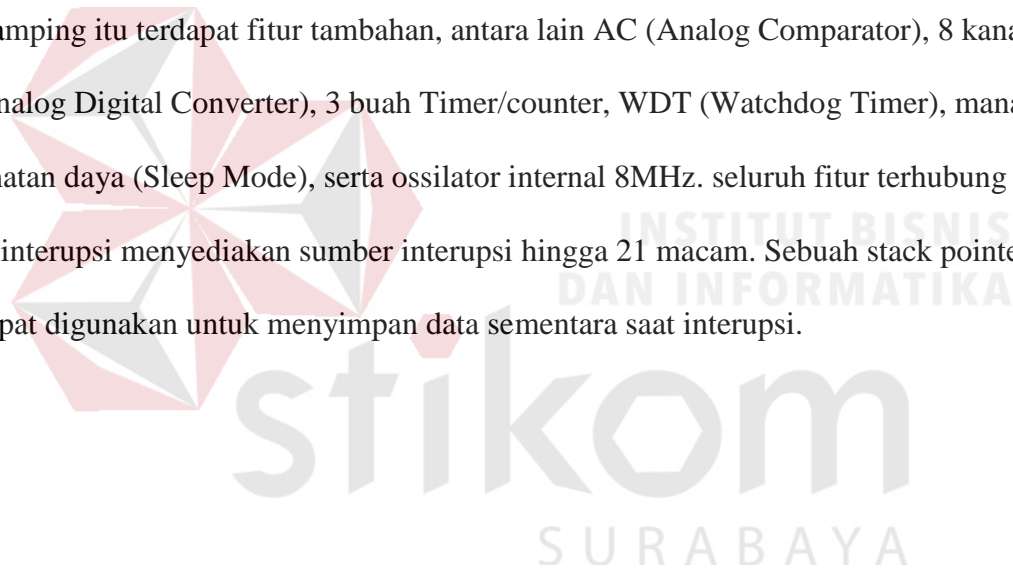 amping itu terdapat fitur tambahan, antara lain AC (Analog Comparator), 8 kana
nalog Digital Converter), 3 buah Timer/counter, WDT (Watchdog Timer), mana
natan daya (Sleep Mode), serta ossilator internal 8MHz. seluruh fitur terhubung
INSTITUT BISNIS
interupsi menyediakan sumber interupsi hingga 21 macam. Sebuah stack pointe
DAN INFORMATIKA
pat digunakan untuk menyimpan data sementara saat interupsi.
stikom
SURABAYA